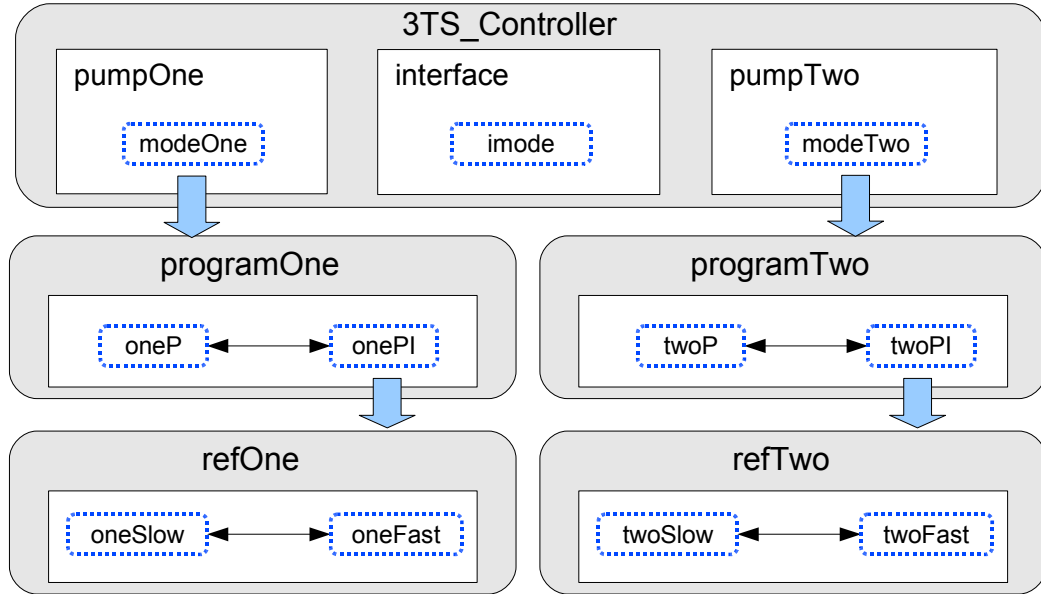 3TS_Controller
pumpOne
interface
pumpTwo
modeOne
imode
modeTwo
programOne
programTwo
oneP
onePI
twoP
twoPI
refOne
refTwo
oneSlow
oneFast
twoSlow
twoFast